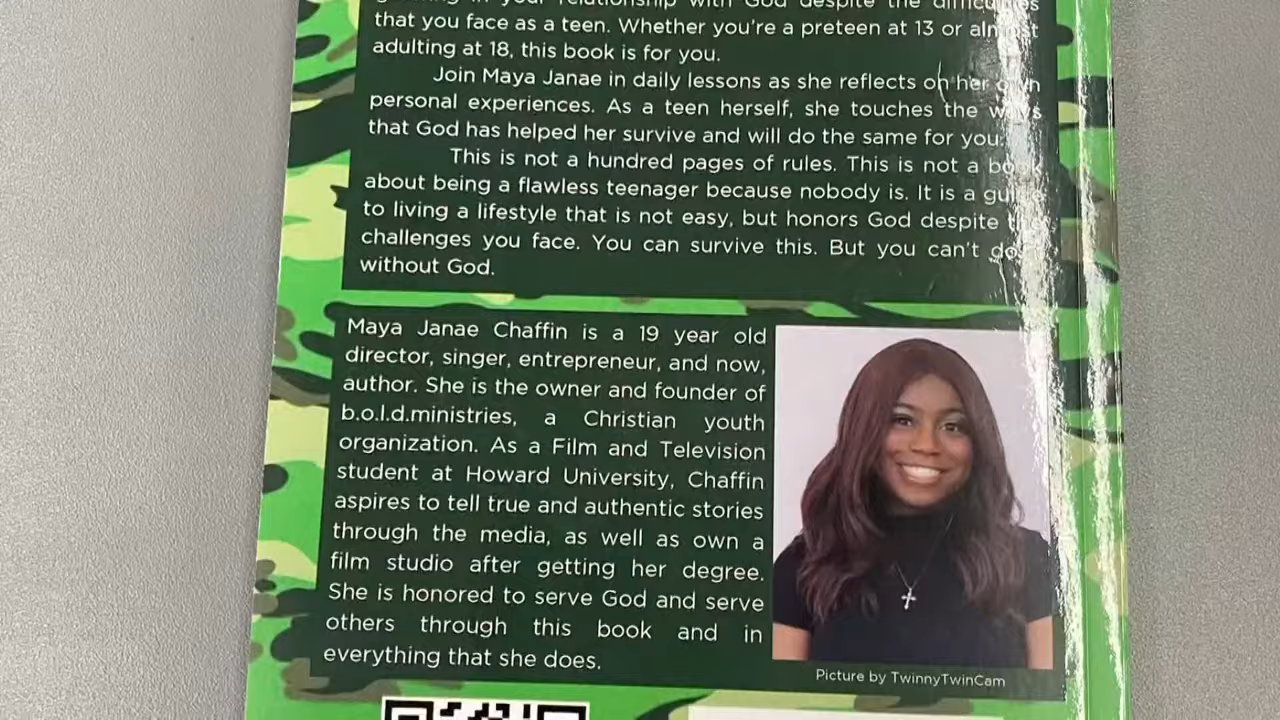 in your relationship with God despite the
that you face as a teen. Whether you're a preteen at 13 or almost
adulting at 18, this book is for you.
Join Maya Janae in daily lessons as she reflects on her own
personal experiences. As a teen herself, she touches the ways
that God has helped her survive and will do the same for you.
This is not a hundred pages of rules. This is not a book
about being a flawless teenager because nobody is. It is a guide
to living a lifestyle that is not easy, but honors God despite the
challenges you face. You can survive this. But you can't do
without God.
Maya Janae Chaffin is a 19 year old
director, singer, entrepreneur, and now,
author. She is the owner and founder of
b.o.l.d.ministries, a Christian youth
organization. As a Film and Television
student at Howard University, Chaffin
aspires to tell true and authentic stories
through the media, as well as own a
film studio after getting her degree.
She is honored to serve God and serve
others through this book and in
everything that she does.
Picture by TwinnyTwinCam